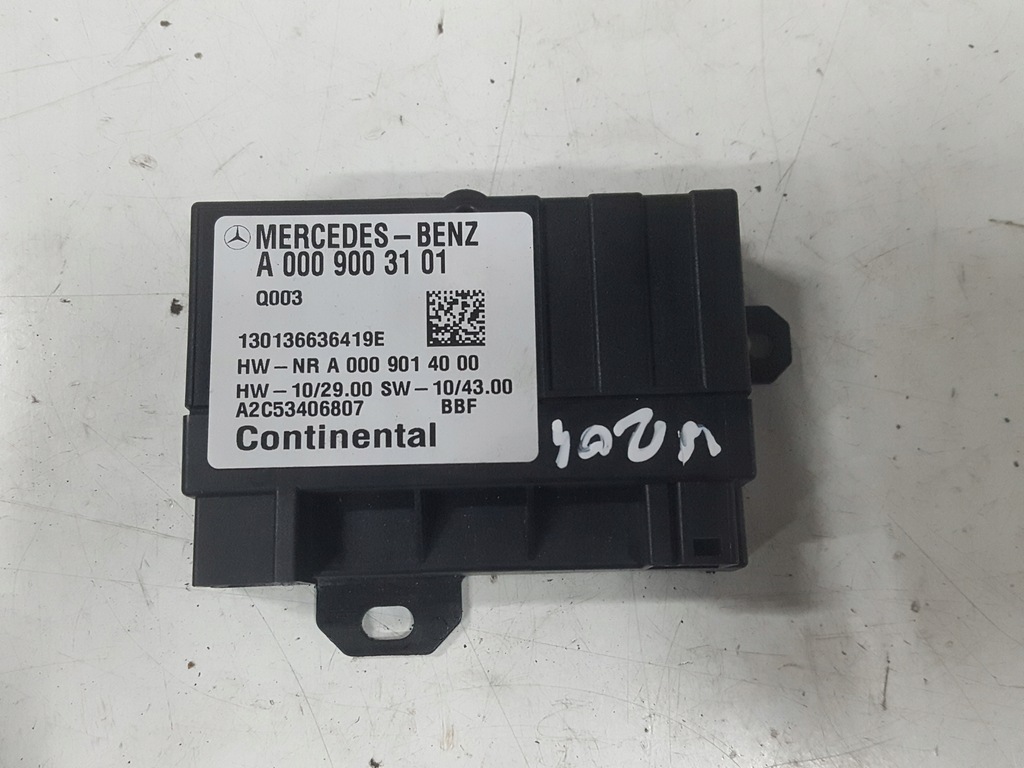 MERCEDES-BENZ
A 000 900 31 01
Q003
130136636419E
HW-NR A 000 901 40 00
HW-10/29.00 SW-10/43.00
A2C53406807 BBF
Continental
W204